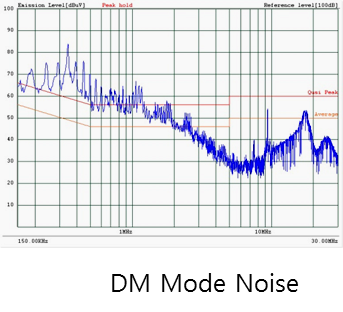 Emission Level[dBuV] Peak hold Reference level[100dB]
100
90
80
70
60
Quasi Peak
50
Average
40
30
20
10
150.00KHz 1MHz 10MHz 30.00MHz
DM Mode Noise